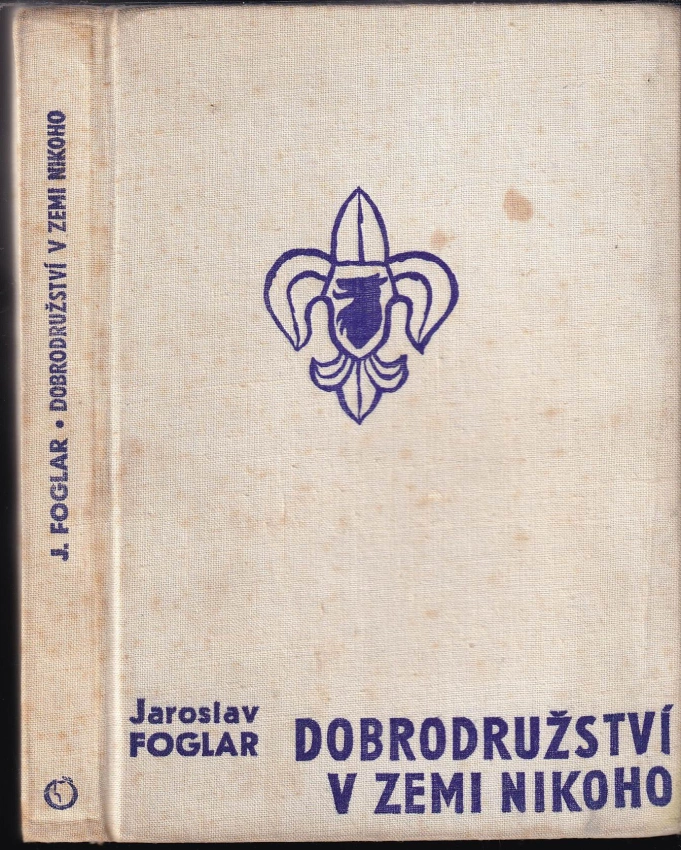 J. FOGLAR • DOBRODRUŽSTVÍ V ZEMI NIKOHO
Jaroslav
FOGLAR
DOBRODRUŽSTVÍ
V ZEMI NIKOHO